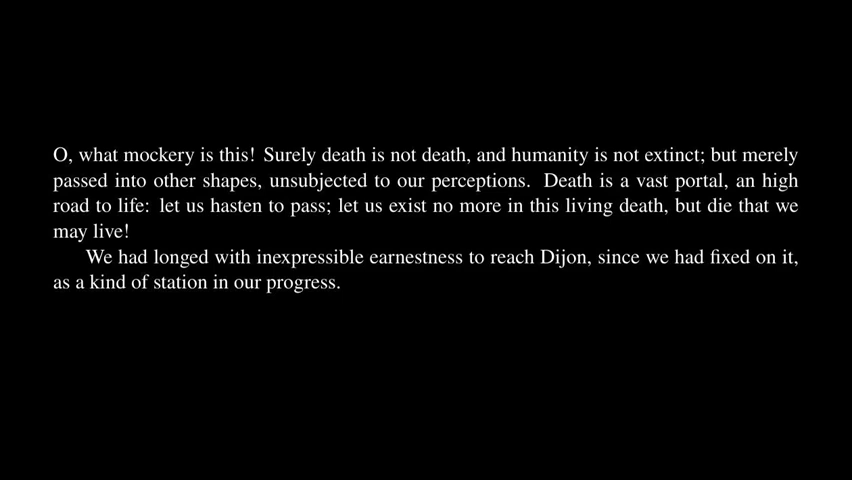 O, what mockery is this! Surely death is not death, and humanity is not extinct; but merely
passed into other shapes, unsubjected to our perceptions. Death is a vast portal, an high
road to life: let us hasten to pass; let us exist no more in this living death, but die that we
may live!
We had longed with inexpressible earnestness to reach Dijon, since we had fixed on it,
as a kind of station in our progress.